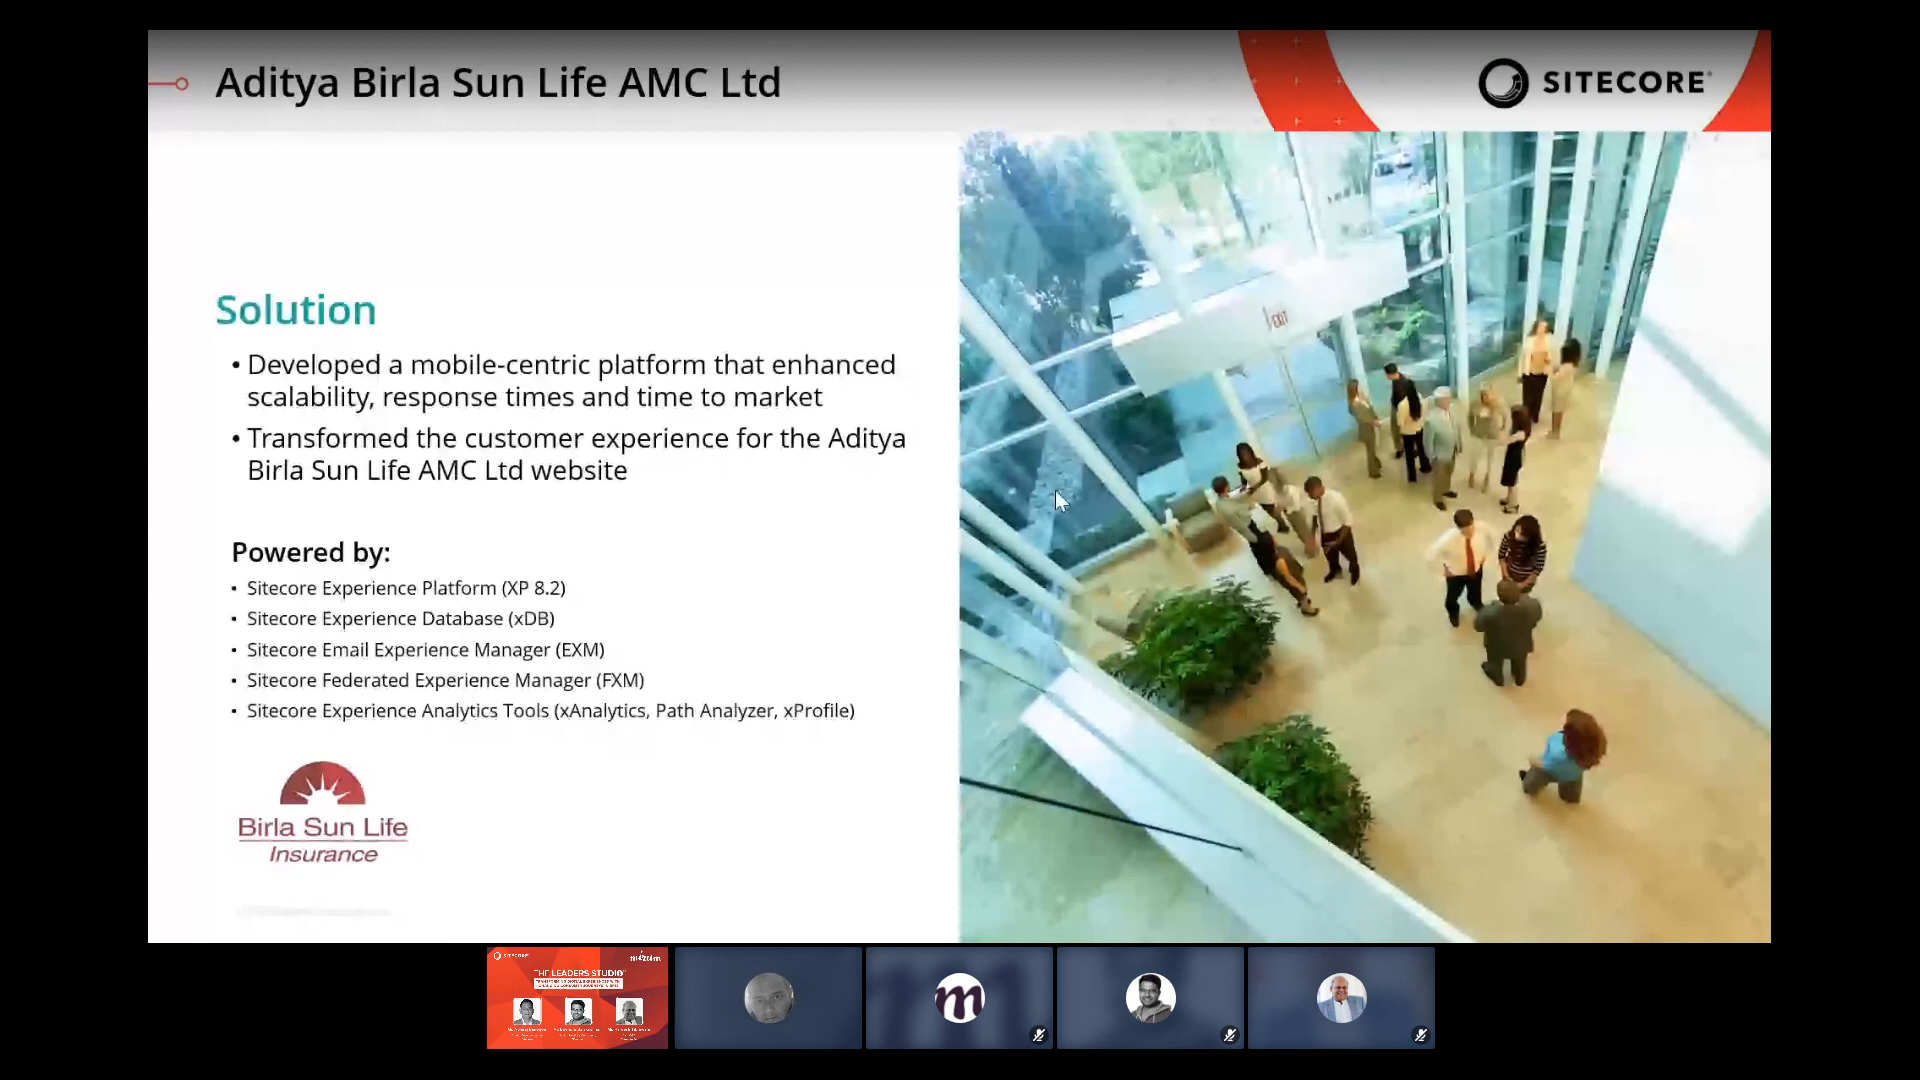 Aditya Birla Sun Life AMC Ltd
SITECORE
Solution
• Developed a mobile-centric platform that enhanced
scalability, response times and time to market
• Transformed the customer experience for the Aditya
Birla Sun Life AMC Ltd website
Powered by:
▪ Sitecore Experience Platform (XP 8.2)
▪ Sitecore Experience Database (xDB)
▪ Sitecore Email Experience Manager (EXM)
▪ Sitecore Federated Experience Manager (FXM)
▪ Sitecore Experience Analytics Tools (xAnalytics, Path Analyzer, xProfile)
Birla Sun Life
Insurance
EXIT
SITECORE
THE LEADERS STUDIO
m